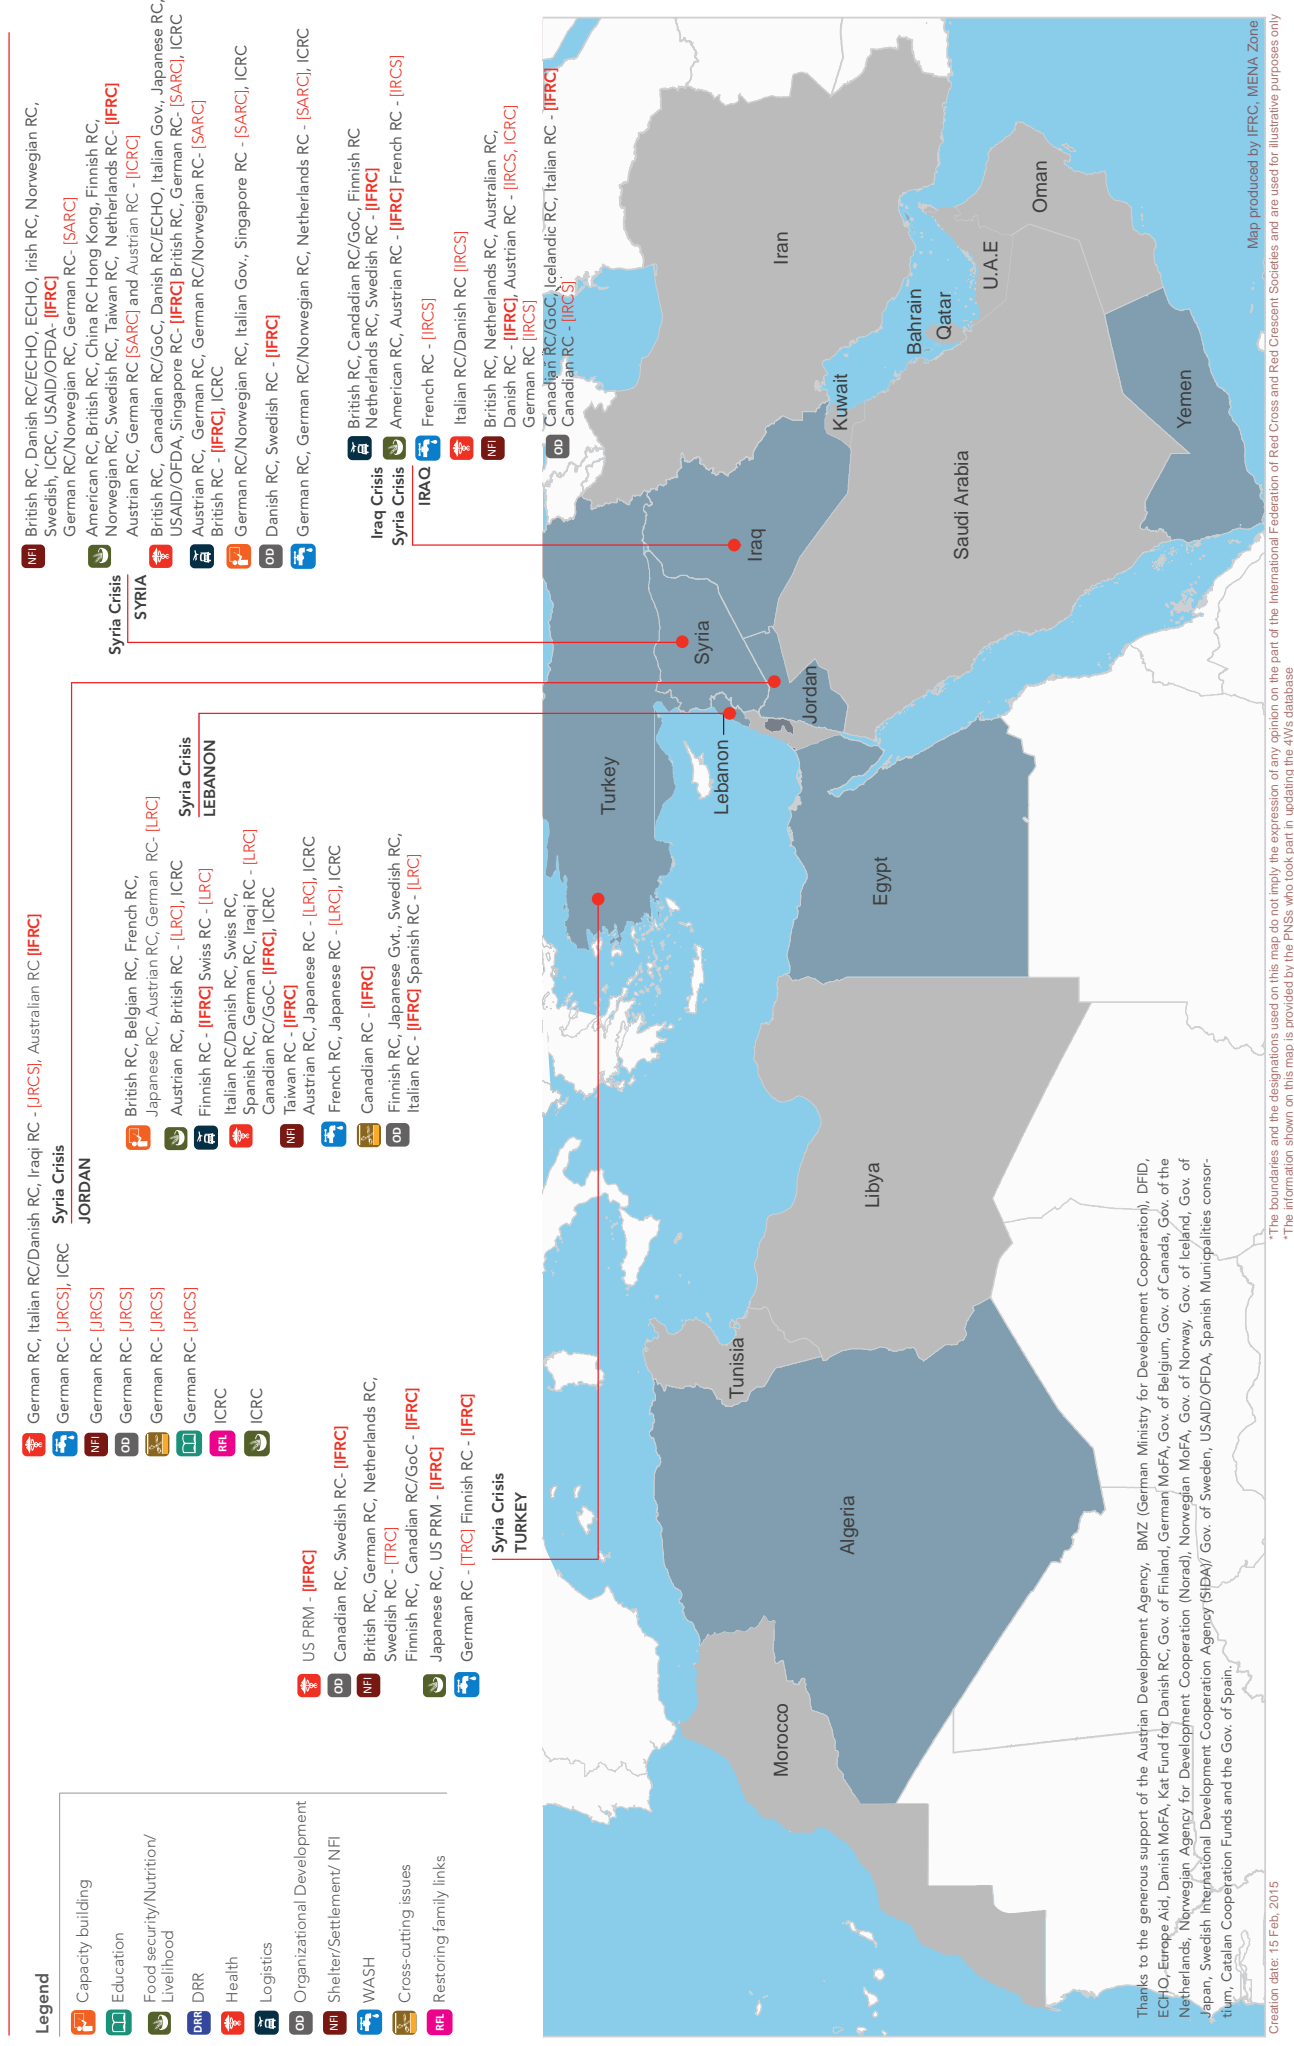 Legend
Capacity building
Education
Food security/Nutrition/
Livelihood
DRR
DRR
Health
Logistics
OD
Organizational Development
NFI
Shelter/Settlement/ NFI
WASH
Cross-cutting issues
RFL
Restoring family links
German RC, Italian RC/Danish RC, Iraqi RC - [JRCS], Australian RC [IFRC]
German RC- [JRCS], ICRC
NFI
German RC- [JRCS]
OD
German RC- [JRCS]
German RC- [JRCS]
German RC- [JRCS]
RFL
ICRC
ICRC
Syria Crisis
JORDAN
US PRM - [IFRC]
OD
Canadian RC, Swedish RC- [IFRC]
NFI
British RC, German RC, Netherlands RC,
Swedish RC - [TRC]
Finnish RC, Canadian RC/GoC - [IFRC]
Japanese RC, US PRM - [IFRC]
German RC - [TRC] Finnish RC - [IFRC]
Syria Crisis
TURKEY
British RC, Belgian RC, French RC,
Japanese RC, Austrian RC, German RC- [LRC]
Austrian RC, British RC - [LRC], ICRC
Finnish RC - [IFRC] Swiss RC - [LRC]
Italian RC/Danish RC, Swiss RC,
Spanish RC, German RC, Iraqi RC - [LRC]
Canadian RC/GoC- [IFRC], ICRC
NFI
Taiwan RC - [IFRC]
Austrian RC, Japanese RC - [LRC], ICRC
French RC, Japanese RC - [LRC], ICRC
Canadian RC - [IFRC]
OD
Finnish RC, Japanese Gvt., Swedish RC,
Italian RC - [IFRC] Spanish RC - [LRC]
Syria Crisis
LEBANON
NFI
British RC, Danish RC/ECHO, ECHO, Irish RC, Norwegian RC,
Swedish, ICRC, USAID/OFDA- [IFRC]
German RC/Norwegian RC, German RC- [SARC]
American RC, British RC, China RC Hong Kong, Finnish RC,
Norwegian RC, Swedish RC, Taiwan RC, Netherlands RC- [IFRC]
Austrian RC, German RC [SARC] and Austrian RC - [ICRC]
British RC, Canadian RC/GoC, Danish RC/ECHO, Italian Gov., Japanese RC,
USAID/OFDA, Singapore RC- [IFRC] British RC, German RC- [SARC], ICRC
Austrian RC, German RC/Norwegian RC- [SARC]
British RC - [IFRC], ICRC
German RC/Norwegian RC, Italian Gov., Singapore RC - [SARC], ICRC
OD
Danish RC, Swedish RC - [IFRC]
German RC, German RC/Norwegian RC, Netherlands RC - [SARC], ICRC
Syria Crisis
SYRIA
British RC, Candadian RC/GoC, Finnish RC
Netherlands RC, Swedish RC - [IFRC]
American RC, Austrian RC - [IFRC] French RC - [IRCS]
French RC - [IRCS]
Italian RC/Danish RC [IRCS]
NFI
British RC, Netherlands RC, Australian RC,
Danish RC - [IFRC], Austrian RC - [IRCS, ICRC]
German RC [IRCS]
OD
Canadian RC/GoC, Icelandic RC, Italian RC - [IFRC]
Canadian RC - [IRCS]
Iraq Crisis
Syria Crisis
IRAQ
Morocco
Algeria
Tunisia
Libya
Egypt
Turkey
Lebanon
Syria
Jordan
Iraq
Iran
Kuwait
Saudi Arabia
Bahrain
Qatar
U.A.E
Oman
Yemen
Thanks to the generous support of the Austrian Development Agency, BMZ (German Ministry for Development Cooperation), DFID,
ECHO, Europe Aid, Danish MoFA, Kat Fund for Danish RC, Gov. of Finland, German MoFA, Gov. of Belgium, Gov. of Canada, Gov. of the
Netherlands, Norwegian Agency for Development Cooperation (Norad), Norwegian MoFA, Gov. of Norway, Gov. of Iceland, Gov. of
Japan, Swedish International Development Cooperation Agency (SIDA)/ Gov. of Sweden, USAID/OFDA, Spanish Municpalities consor-
tium, Catalan Cooperation Funds and the Gov. of Spain.
Map produced by IFRC, MENA Zone
Creation date: 15 Feb, 2015
*The boundaries and the designations used on this map do not imply the expression of any opinion on the part of the International Federation of Red Cross and Red Crescent Societies and are used for illustrative purposes only
*The information shown on this map is provided by the PNSs who took part in updating the 4Ws database